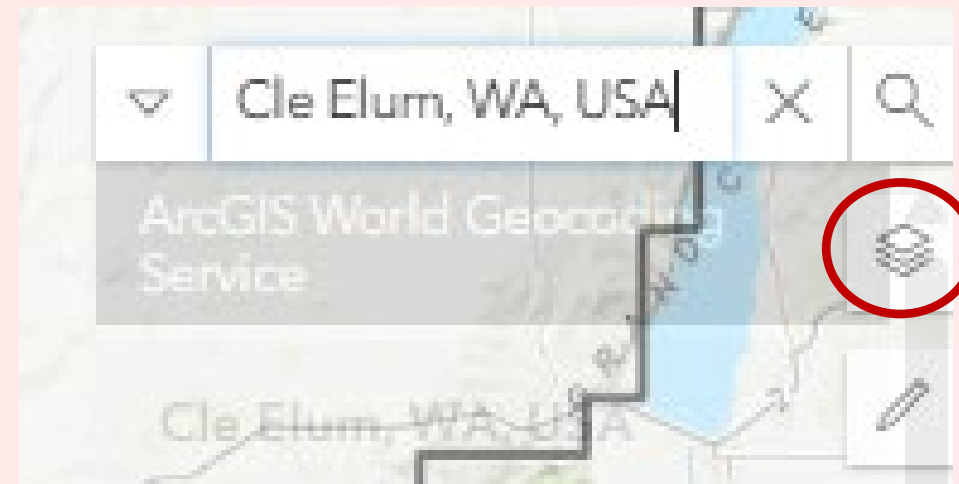 Cle Elum, WA, USA
ArcGIS World Geocoding
Service
Cle Elum, WA, USA